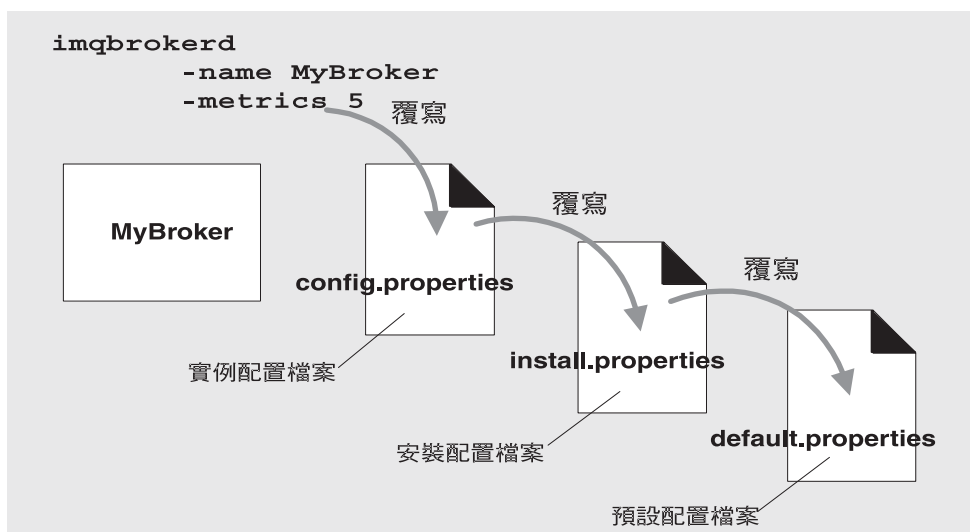 imqbrokerd
-name MyBroker
-metrics 5
覆寫
MyBroker
config.properties
實例配置檔案
覆寫
install.properties
安裝配置檔案
覆寫
default.properties
預設配置檔案